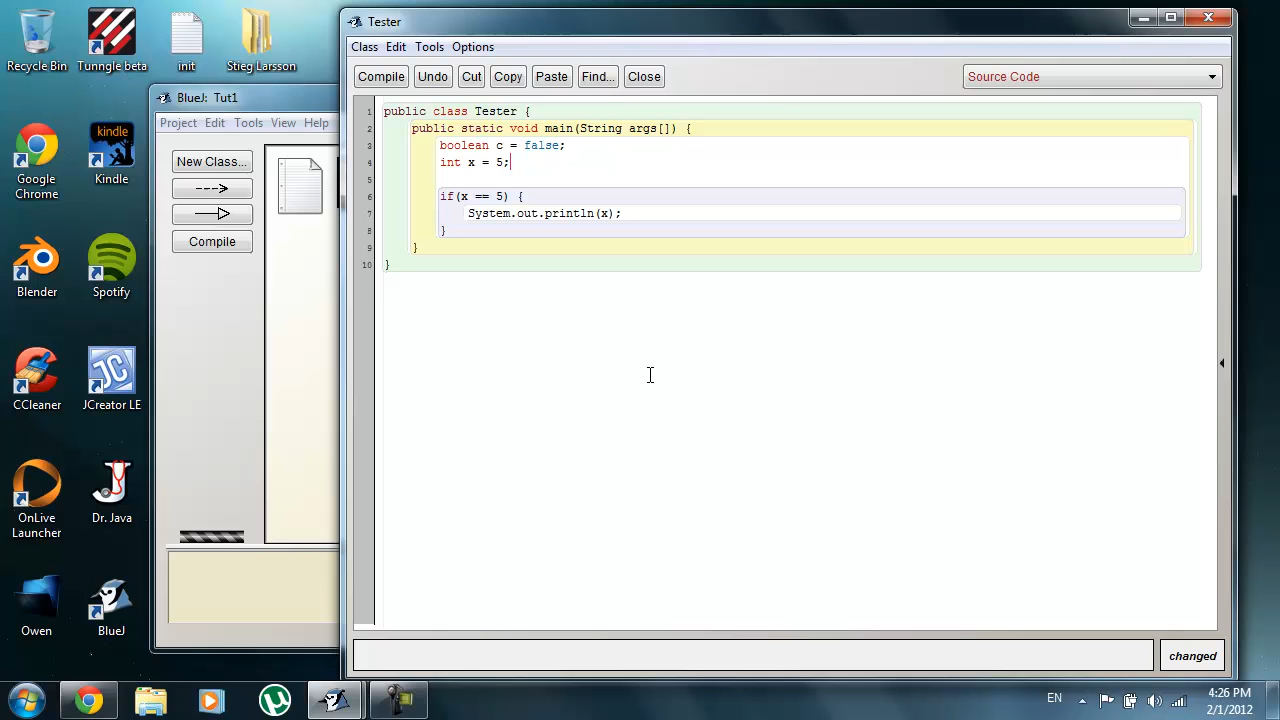 Recycle Bin
Tunngle beta
init
Stieg Larsson
Google
Chrome
kindle
Kindle
Blender
Spotify
CCleaner
JC
JCreator LE
OnLive
Launcher
Dr. Java
Owen
BlueJ
BlueJ: Tut1
Project Edit Tools View Help
New Class...
Compile
Tester
Class Edit Tools Options
Compile Undo Cut Copy Paste Find... Close
Source Code
1 public class Tester {
2 public static void main(String args[]) {
3 boolean c = false;
4 int x = 5;
5
6 if(x == 5) {
7 System.out.println(x);
8 }
9 }
10 }
changed
EN
4:26 PM
2/1/2012